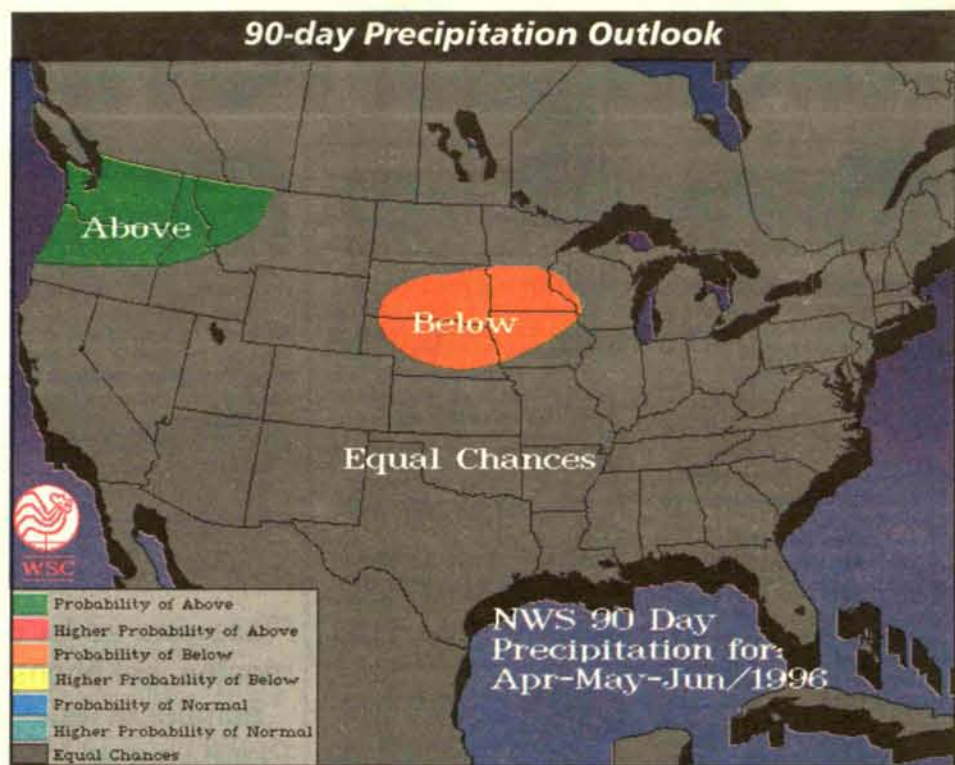 90-day Precipitation Outlook
Above
Below
Equal Chances
WSC
Probability of Above
Higher Probability of Above
Probability of Below
Higher Probability of Below
Probability of Normal
Higher Probability of Normal
Equal Chances
NWS 90 Day
Precipitation for:
Apr-May-Jun/1996